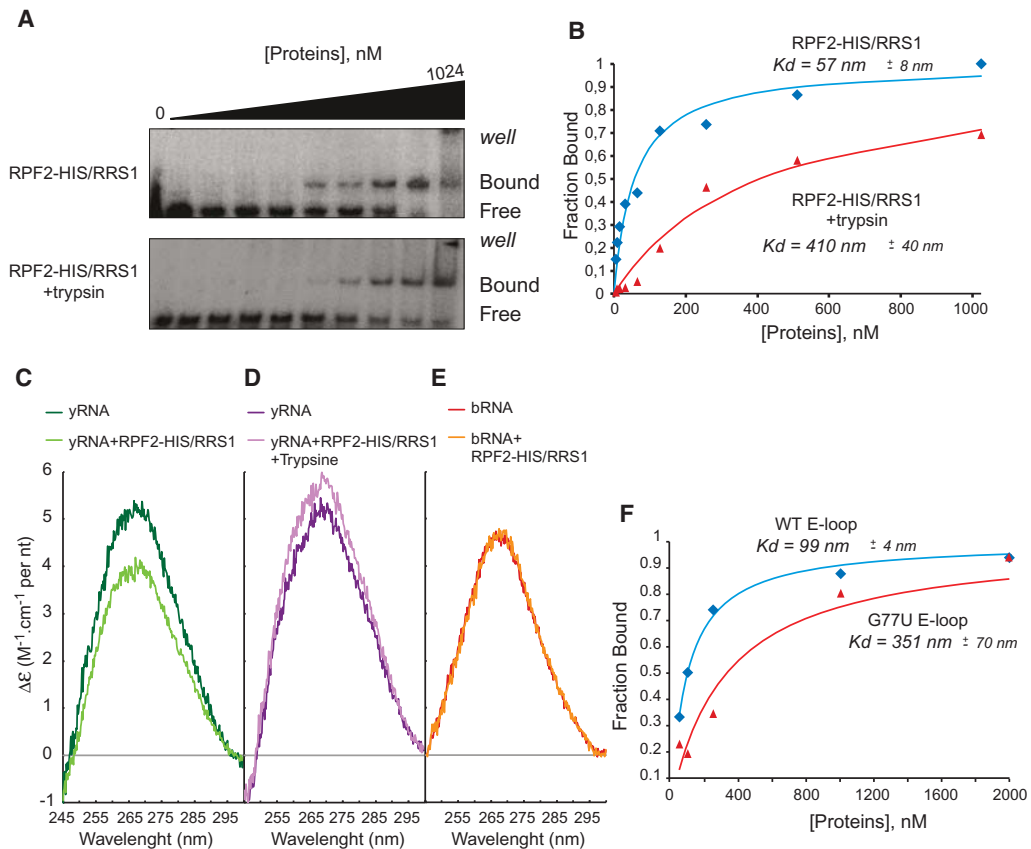 A
[Proteins], nM
0
1024
RPF2-HIS/RRS1
well
Bound
Free
RPF2-HIS/RRS1
+trypsin
well
Bound
Free
B
RPF2-HIS/RRS1
Kd = 57 nm ± 8 nm
RPF2-HIS/RRS1
+trypsin
Kd = 410 nm ± 40 nm
Fraction Bound
1
0,9
0,8
0,7
0,6
0,5
0,4
0,3
0,2
0,1
0
0 200 400 600 800 1000
[Proteins], nM
C
yRNA
yRNA+RPF2-HIS/RRS1
D
yRNA
yRNA+RPF2-HIS/RRS1
+Trypsine
E
bRNA
bRNA+
RPF2-HIS/RRS1
Δε (M⁻¹.cm⁻¹ per nt)
6
5
4
3
2
1
0
-1
245 255 265 275 285 295
Wavelenght (nm)
255 265 275 285 295
Wavelenght (nm)
255 265 275 285 295
Wavelenght (nm)
F
WT E-loop
Kd = 99 nm ± 4 nm
G77U E-loop
Kd = 351 nm ± 70 nm
Fraction Bound
1
0.9
0.8
0.7
0.6
0.5
0.4
0.3
0.2
0.1
0 400 800 1200 1600 2000
[Proteins], nM